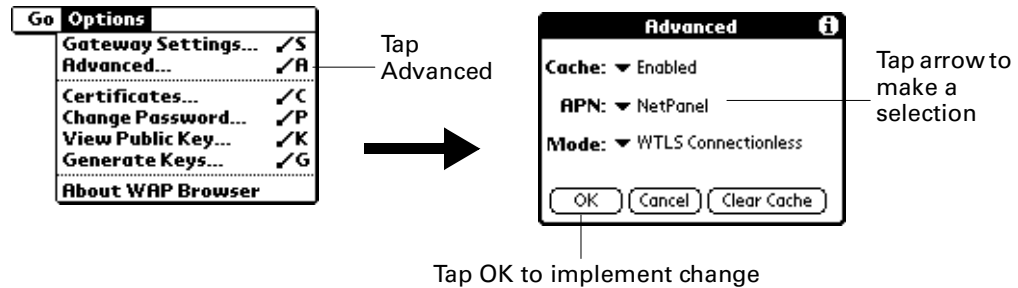 Go Options
Gateway Settings... ✓S
Advanced... ✓A
Certificates... ✓C
Change Password... ✓P
View Public Key... ✓K
Generate Keys... ✓G
About WAP Browser
Tap
Advanced
Advanced i
Cache: Enabled
APN: NetPanel
Mode: WTLS Connectionless
OK Cancel Clear Cache
Tap arrow to
make a
selection
Tap OK to implement change